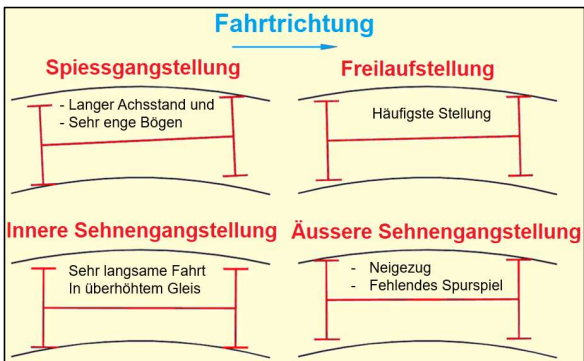 Fahrtrichtung
Spiessgangstellung
- Langer Achsstand und
- Sehr enge Bögen
Freilaufstellung
Häufigste Stellung
Innere Sehnengangstellung
Sehr langsame Fahrt
In überhöhtem Gleis
Äussere Sehnengangstellung
- Neigezug
- Fehlendes Spurspiel